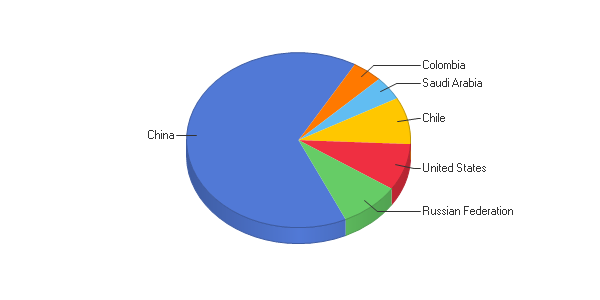 Colombia
Saudi Arabia
Chile
China
United States
Russian Federation